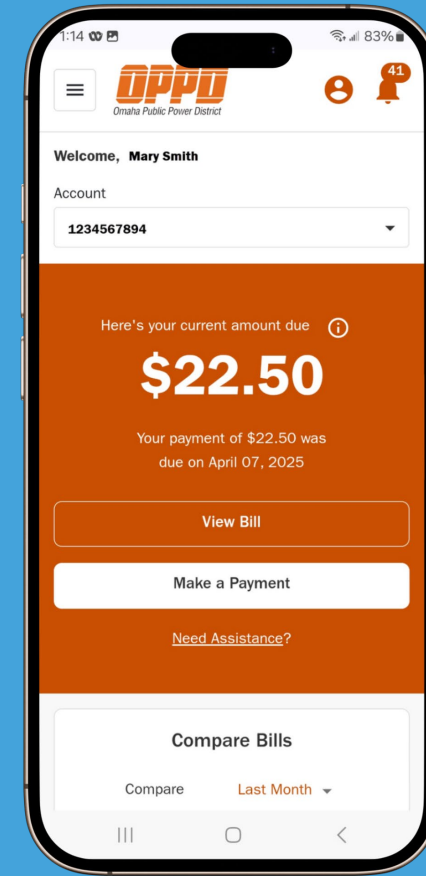 1:14 83%
41
OPPD
Omaha Public Power District
Welcome, Mary Smith
Account
1234567894
Here's your current amount due
$22.50
Your payment of $22.50 was
due on April 07, 2025
View Bill
Make a Payment
Need Assistance?
Compare Bills
Compare Last Month